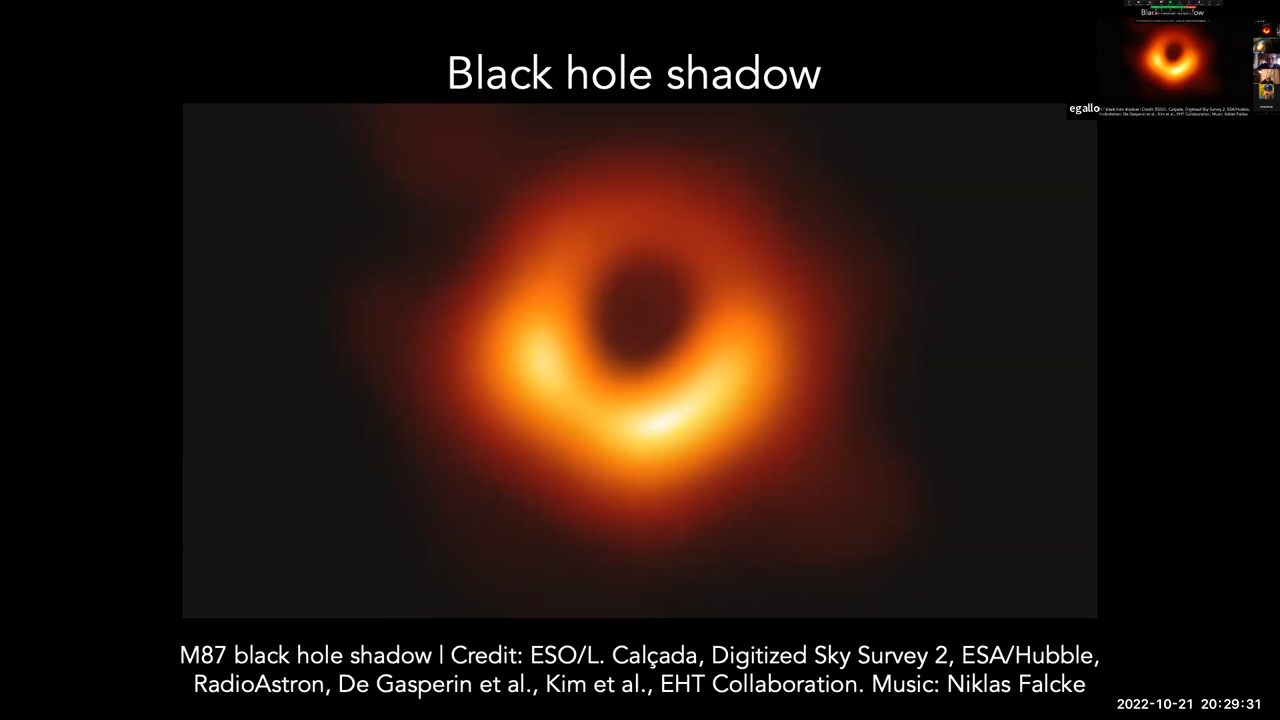 Black hole shadow
egallo
M87 black hole shadow | Credit: ESO/L. Calçada, Digitized Sky Survey 2, ESA/Hubble,
RadioAstron, De Gasperin et al., Kim et al., EHT Collaboration. Music: Niklas Falcke
2022-10-21 20:29:31